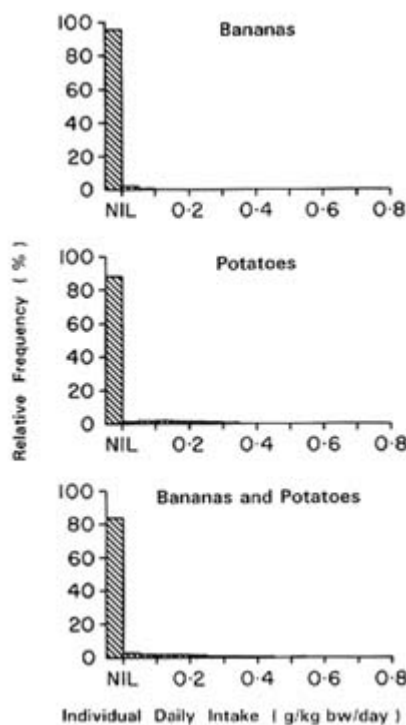 Bananas
100
80
60
40
20
0
NIL 0·2 0·4 0·6 0·8
Potatoes
100
80
60
40
20
0
NIL 0·2 0·4 0·6 0·8
Relative Frequency ( % )
Bananas and Potatoes
100
80
60
40
20
0
NIL 0·2 0·4 0·6 0·8
Individual Daily Intake ( g/kg bw/day )